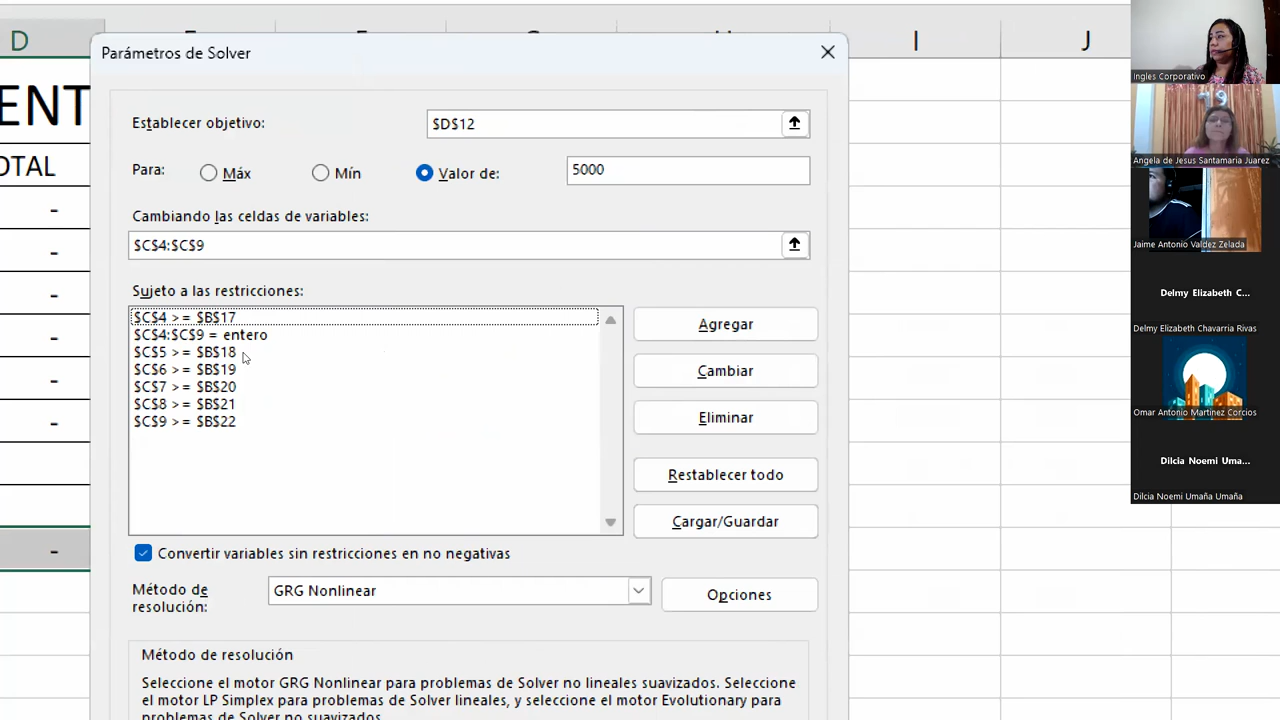 D
I
J
Parámetros de Solver
ENT
OTAL
Establecer objetivo:
$D$12
Para:
Máx
Mín
Valor de:
5000
Cambiando las celdas de variables:
$C$4:$C$9
Sujeto a las restricciones:
$C$4 >= $B$17
$C$4:$C$9 = entero
$C$5 >= $B$18
$C$6 >= $B$19
$C$7 >= $B$20
$C$8 >= $B$21
$C$9 >= $B$22
Agregar
Cambiar
Eliminar
Restablecer todo
Cargar/Guardar
Convertir variables sin restricciones en no negativas
Método de
resolución:
GRG Nonlinear
Opciones
Método de resolución
Seleccione el motor GRG Nonlinear para problemas de Solver no lineales suavizados. Seleccione
el motor LP Simplex para problemas de Solver lineales, y seleccione el motor Evolutionary para
problemas de Solver no suavizados.
-
-
-
-
-
-
-
Ingles Corporativo
19
Angela de Jesus Santamaria Juarez
Jaime Antonio Valdez Zelada
Delmy Elizabeth C...
Delmy Elizabeth Chavarria Rivas
Omar Antonio Martinez Corcios
Dilcia Noemi Uma...
Dilcia Noemi Umaña Umaña